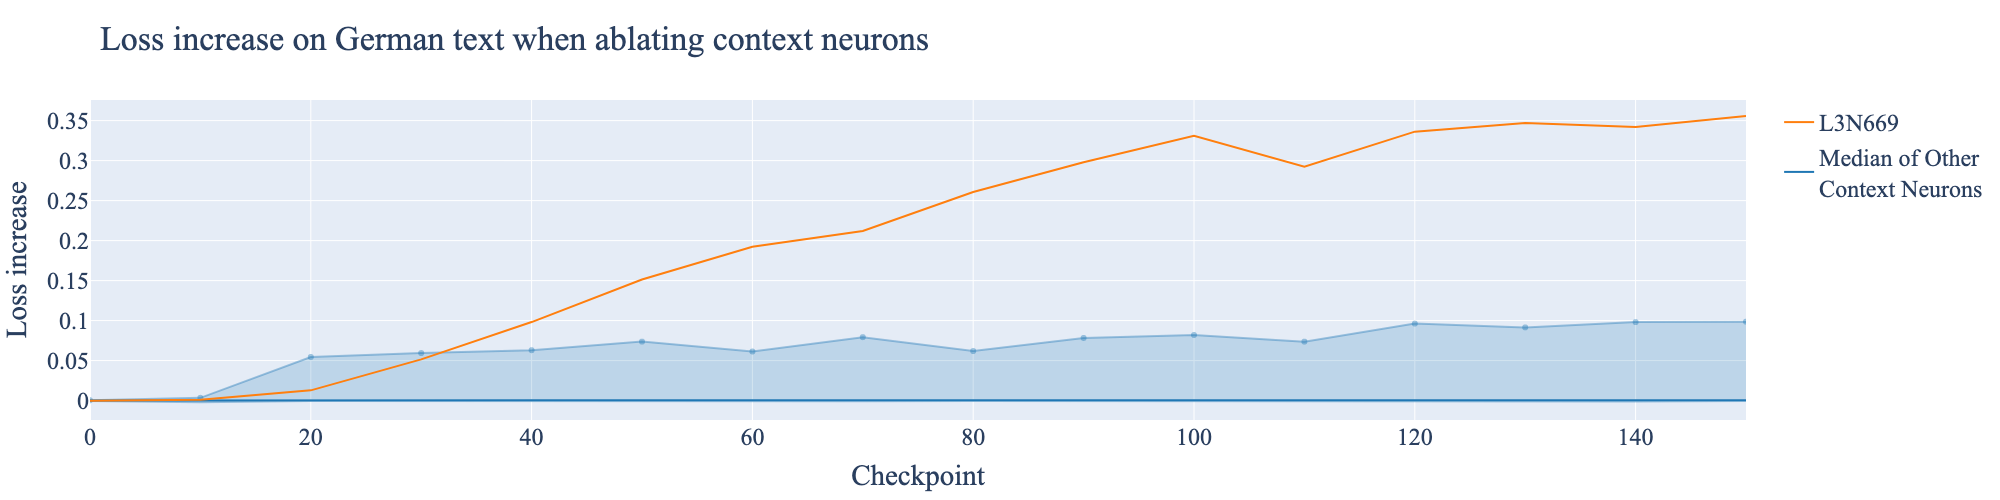 Loss increase on German text when ablating context neurons
Loss increase
0.35
0.3
0.25
0.2
0.15
0.1
0.05
0
0 20 40 60 80 100 120 140
Checkpoint
L3N669
Median of Other
Context Neurons